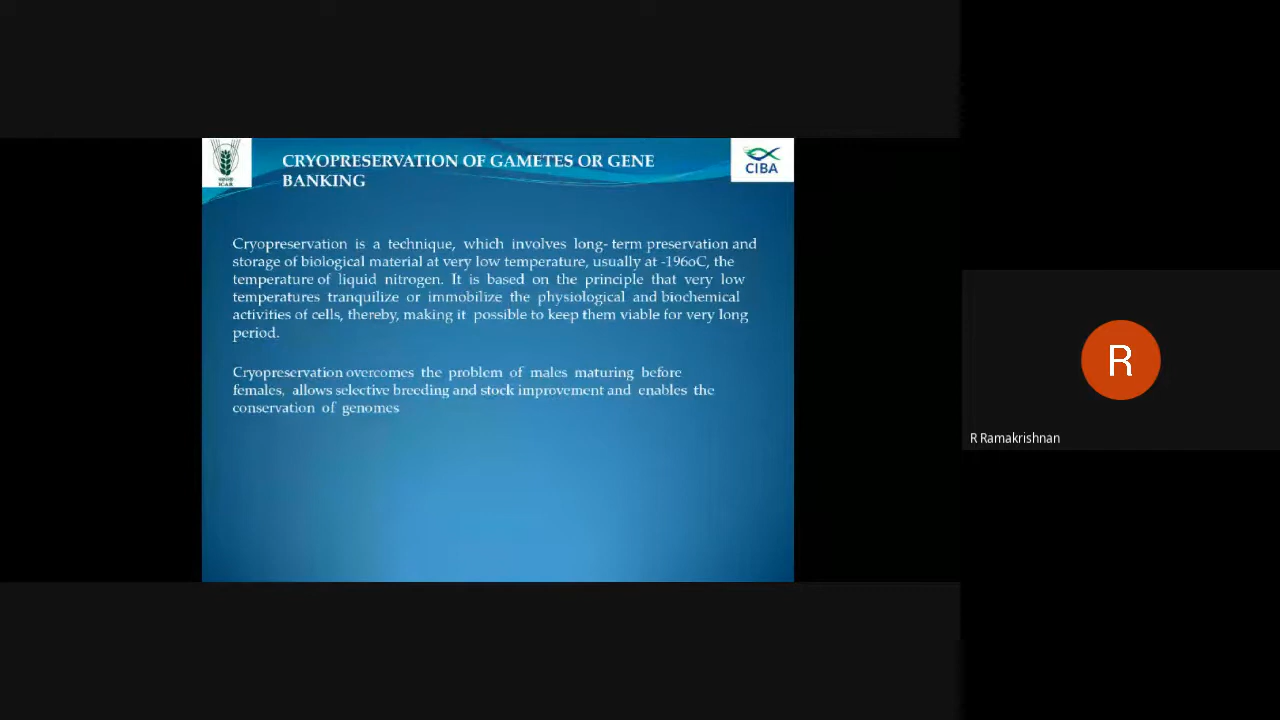 CRYOPRESERVATION OF GAMETES OR GENE
BANKING
ICAR
CIBA
Cryopreservation is a technique, which involves long- term preservation and
storage of biological material at very low temperature, usually at -196oC, the
temperature of liquid nitrogen. It is based on the principle that very low
temperatures tranquilize or immobilize the physiological and biochemical
activities of cells, thereby, making it possible to keep them viable for very long
period.
Cryopreservation overcomes the problem of males maturing before
females, allows selective breeding and stock improvement and enables the
conservation of genomes
R
R Ramakrishnan